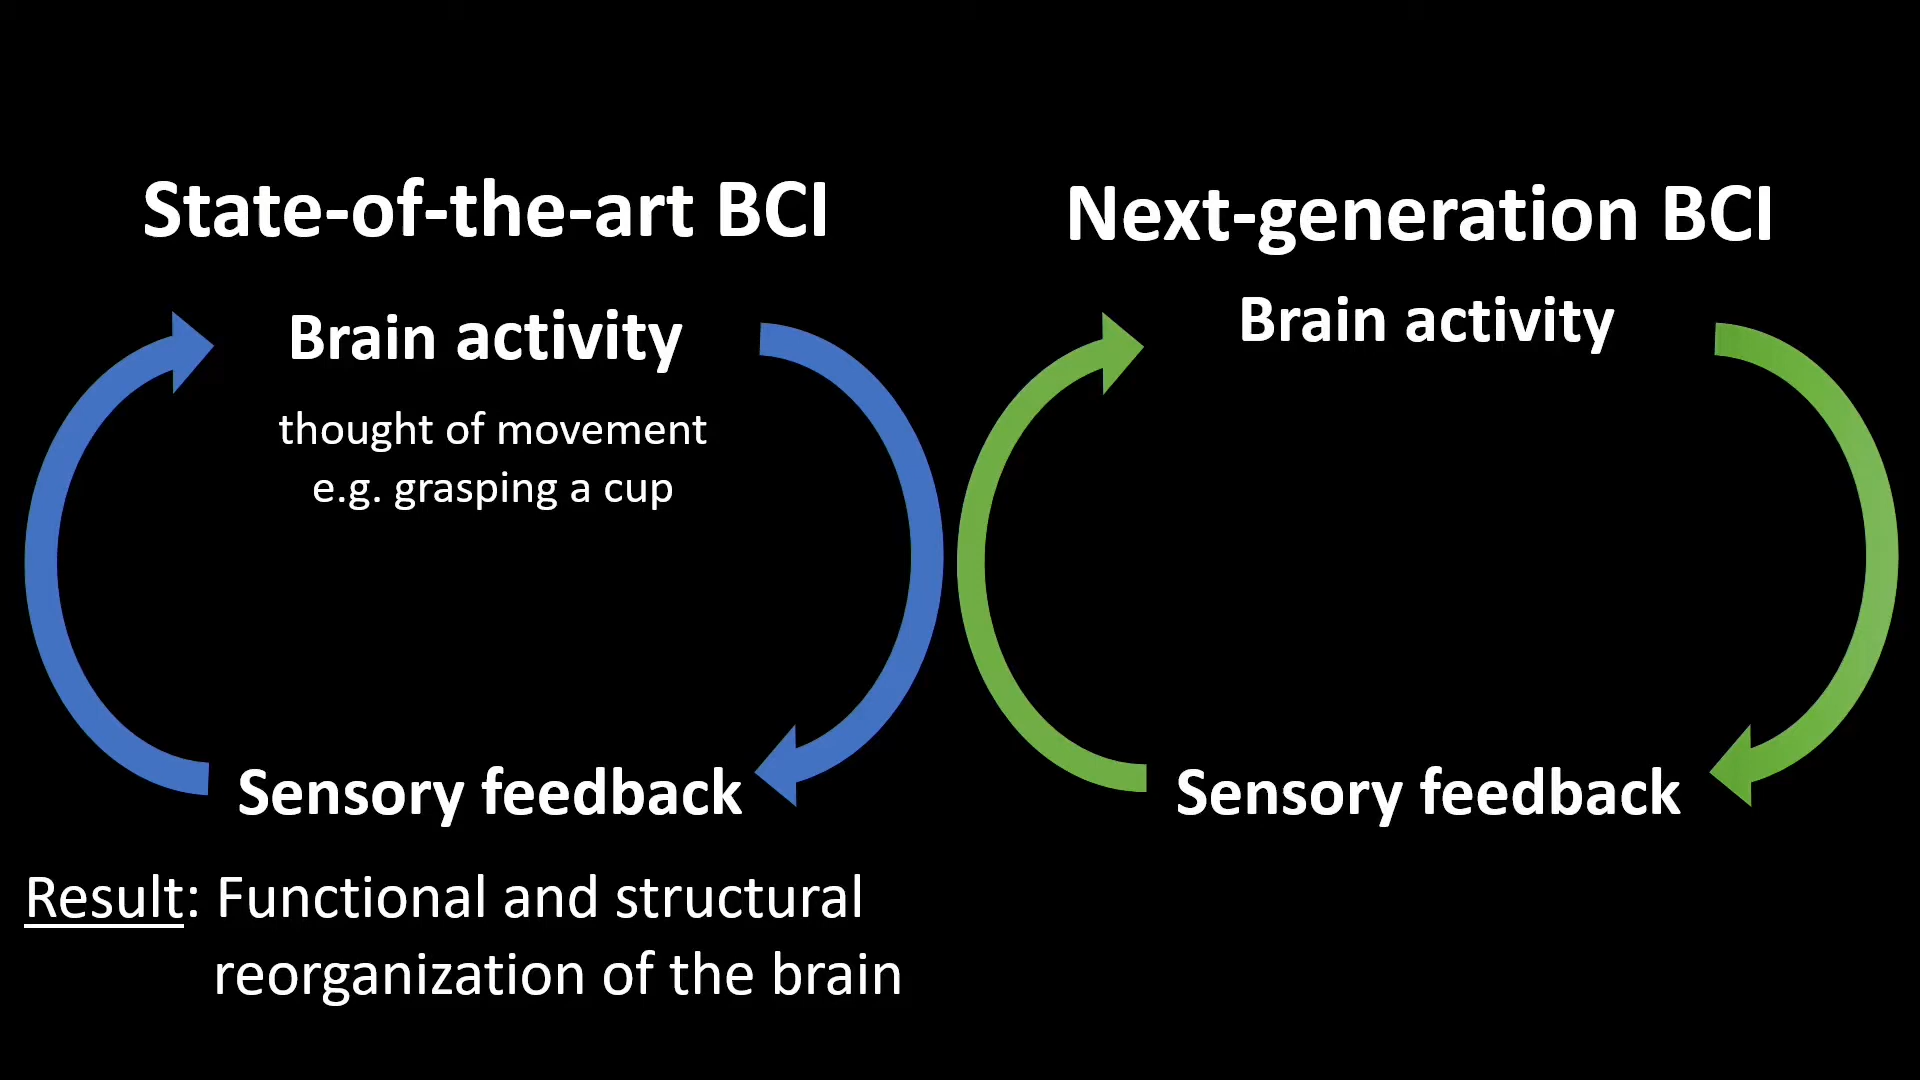 State-of-the-art BCI
Brain activity
thought of movement
e.g. grasping a cup
Sensory feedback
Result: Functional and structural
reorganization of the brain
Next-generation BCI
Brain activity
Sensory feedback